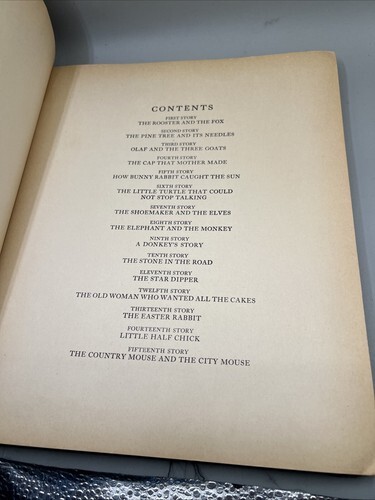 CONTENTS
FIRST STORY
THE ROOSTER AND THE FOX
SECOND STORY
THE PINE TREE AND ITS NEEDLES
THIRD STORY
OLAF AND THE THREE GOATS
FOURTH STORY
THE CAP THAT MOTHER MADE
FIFTH STORY
HOW BUNNY RABBIT CAUGHT THE SUN
SIXTH STORY
THE LITTLE TURTLE THAT COULD
NOT STOP TALKING
SEVENTH STORY
THE SHOEMAKER AND THE ELVES
EIGHTH STORY
THE ELEPHANT AND THE MONKEY
NINTH STORY
A DONKEY'S STORY
TENTH STORY
THE STONE IN THE ROAD
ELEVENTH STORY
THE STAR DIPPER
TWELFTH STORY
THE OLD WOMAN WHO WANTED ALL THE CAKES
THIRTEENTH STORY
THE EASTER RABBIT
FOURTEENTH STORY
LITTLE HALF CHICK
FIFTEENTH STORY
THE COUNTRY MOUSE AND THE CITY MOUSE